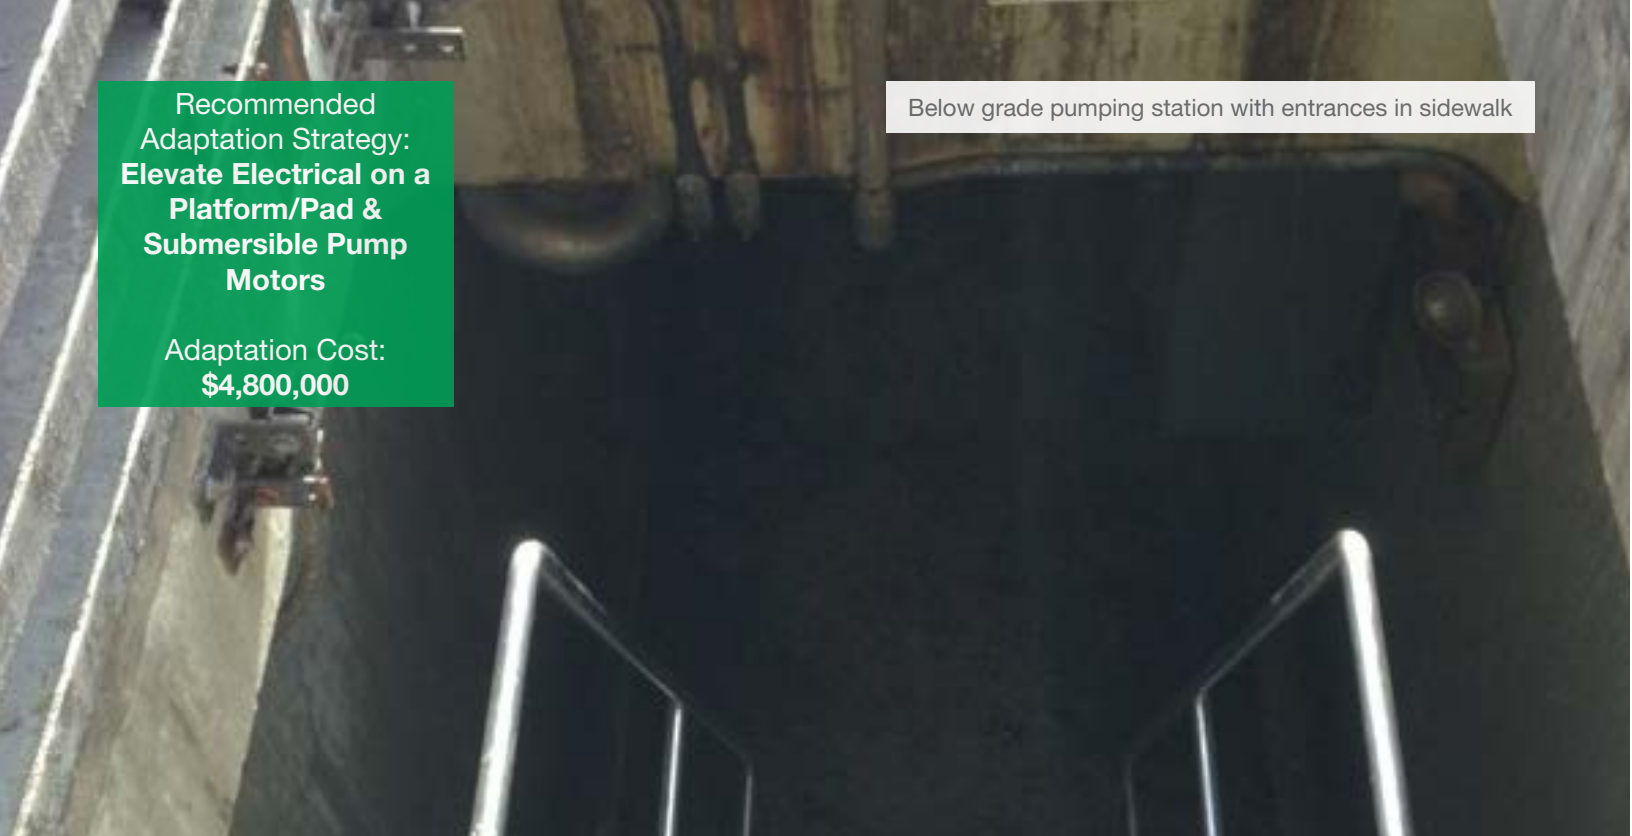 Recommended
Adaptation Strategy:
Elevate Electrical on a
Platform/Pad &
Submersible Pump
Motors
Adaptation Cost:
$4,800,000
Below grade pumping station with entrances in sidewalk